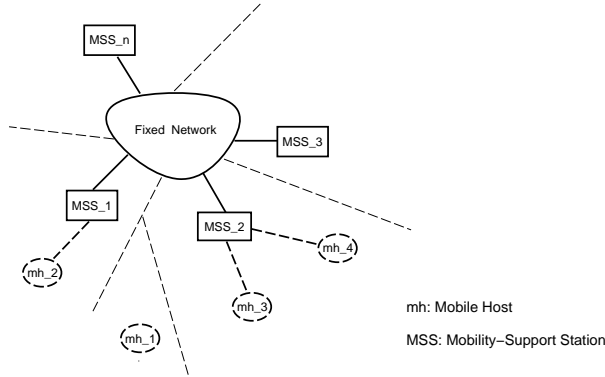 MSS_n
Fixed Network
MSS_3
MSS_1
MSS_2
mh_4
mh_2
mh_3
mh_1
mh: Mobile Host
MSS: Mobility−Support Station